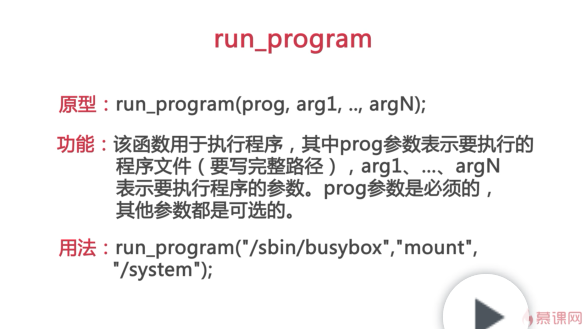 run_program
原型：run_program(prog, arg1, .., argN);
功能：该函数用于执行程序，其中prog参数表示要执行的
程序文件（要写完整路径），arg1、...、argN
表示要执行程序的参数。prog参数是必须的，
其他参数都是可选的。
用法：run_program("/sbin/busybox","mount",
"/system");
慕课网